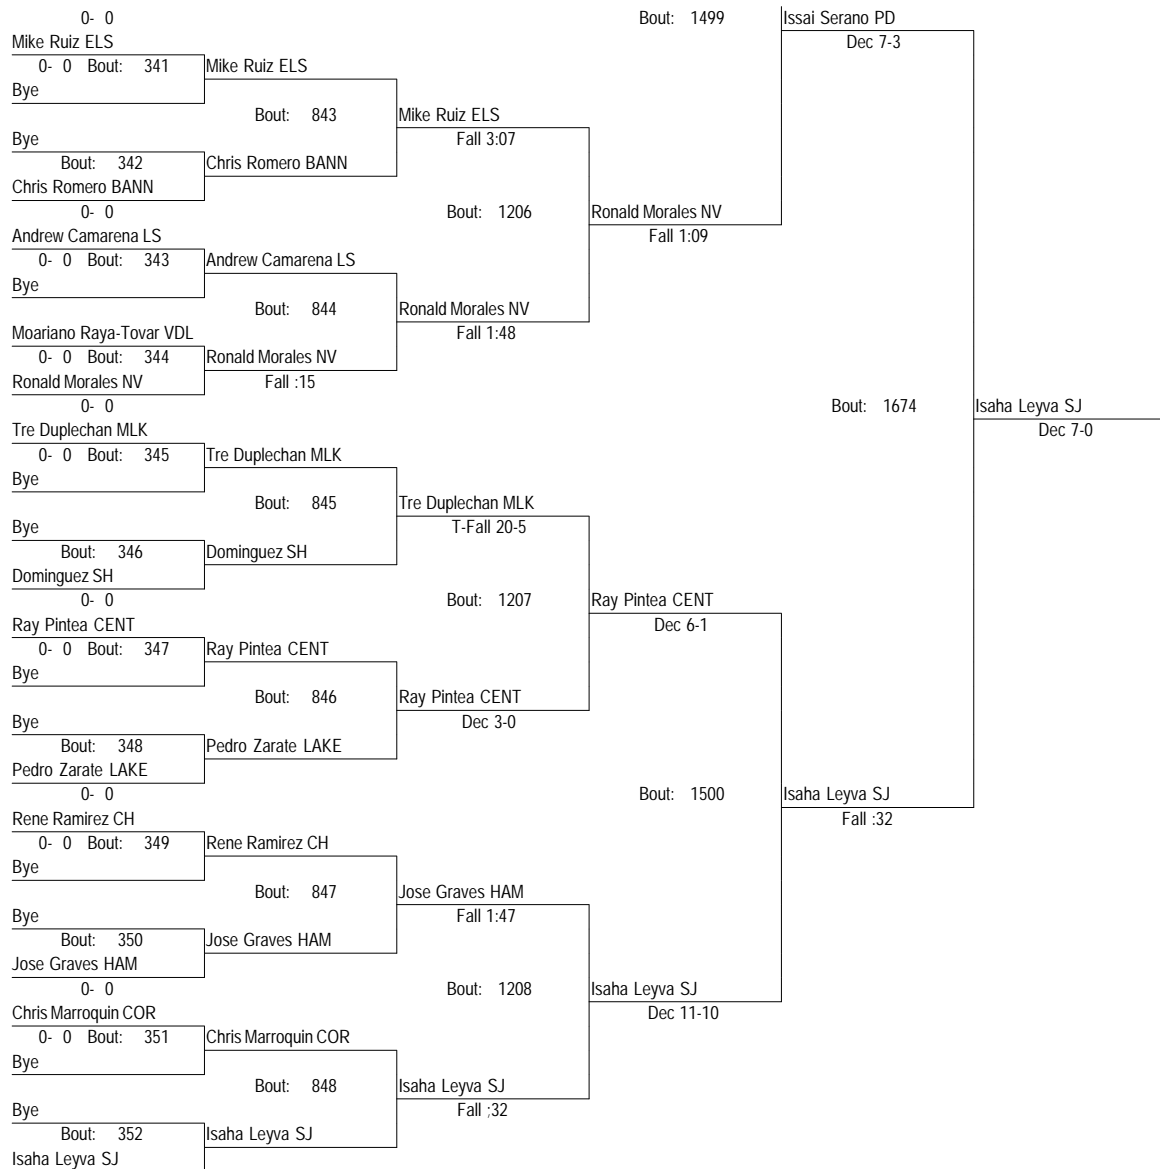 0- 0 Bout: 1499 Issai Serano PD
Mike Ruiz ELS Dec 7-3
0- 0 Bout: 341 Mike Ruiz ELS
Bye
Bout: 843 Mike Ruiz ELS
Bye Fall 3:07
Bout: 342 Chris Romero BANN
Chris Romero BANN
0- 0 Bout: 1206 Ronald Morales NV
Andrew Camarena LS Fall 1:09
0- 0 Bout: 343 Andrew Camarena LS
Bye
Bout: 844 Ronald Morales NV
Moariano Raya-Tovar VDL Fall 1:48
0- 0 Bout: 344 Ronald Morales NV
Ronald Morales NV Fall :15
0- 0 Bout: 1674 Isaha Leyva SJ
Tre Duplechan MLK Dec 7-0
0- 0 Bout: 345 Tre Duplechan MLK
Bye
Bout: 845 Tre Duplechan MLK
Bye T-Fall 20-5
Bout: 346 Dominguez SH
Dominguez SH
0- 0 Bout: 1207 Ray Pintea CENT
Ray Pintea CENT Dec 6-1
0- 0 Bout: 347 Ray Pintea CENT
Bye
Bout: 846 Ray Pintea CENT
Bye Dec 3-0
Bout: 348 Pedro Zarate LAKE
Pedro Zarate LAKE
0- 0 Bout: 1500 Isaha Leyva SJ
Rene Ramirez CH Fall :32
0- 0 Bout: 349 Rene Ramirez CH
Bye
Bout: 847 Jose Graves HAM
Bye Fall 1:47
Bout: 350 Jose Graves HAM
Jose Graves HAM
0- 0 Bout: 1208 Isaha Leyva SJ
Chris Marroquin COR Dec 11-10
0- 0 Bout: 351 Chris Marroquin COR
Bye
Bout: 848 Isaha Leyva SJ
Bye Fall ;32
Bout: 352 Isaha Leyva SJ
Isaha Leyva SJ